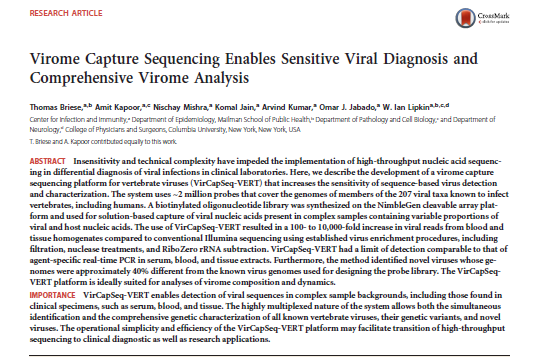 RESEARCH ARTICLE
CrossMark
Virome Capture Sequencing Enables Sensitive Viral Diagnosis and
Comprehensive Virome Analysis
Thomas Briese,a,b Amit Kapoor,a,c Nischay Mishra,a Komal Jain,a Arvind Kumar,a Omar J. Jabado,a W. Ian Lipkina,b,c,d
Center for Infection and Immunity,a Department of Epidemiology, Mailman School of Public Health,b Department of Pathology and Cell Biology,c and Department of
Neurology,d College of Physicians and Surgeons, Columbia University, New York, New York, USA
T. Briese and A. Kapoor contributed equally to this work.
ABSTRACT Insensitivity and technical complexity have impeded the implementation of high-throughput nucleic acid sequenc-
ing in differential diagnosis of viral infections in clinical laboratories. Here, we describe the development of a virome capture
sequencing platform for vertebrate viruses (VirCapSeq-VERT) that increases the sensitivity of sequence-based virus detection
and characterization. The system uses ~2 million probes that cover the genomes of members of the 207 viral taxa known to infect
vertebrates, including humans. A biotinylated oligonucleotide library was synthesized on the NimbleGen cleavable array plat-
form and used for solution-based capture of viral nucleic acids present in complex samples containing variable proportions of
viral and host nucleic acids. The use of VirCapSeq-VERT resulted in a 100- to 10,000-fold increase in viral reads from blood and
tissue homogenates compared to conventional Illumina sequencing using established virus enrichment procedures, including
filtration, nuclease treatments, and RiboZero rRNA subtraction. VirCapSeq-VERT had a limit of detection comparable to that of
agent-specific real-time PCR in serum, blood, and tissue extracts. Furthermore, the method identified novel viruses whose ge-
nomes were approximately 40% different from the known virus genomes used for designing the probe library. The VirCapSeq-
VERT platform is ideally suited for analyses of virome composition and dynamics.
IMPORTANCE VirCapSeq-VERT enables detection of viral sequences in complex sample backgrounds, including those found in
clinical specimens, such as serum, blood, and tissue. The highly multiplexed nature of the system allows both the simultaneous
identification and the comprehensive genetic characterization of all known vertebrate viruses, their genetic variants, and novel
viruses. The operational simplicity and efficiency of the VirCapSeq-VERT platform may facilitate transition of high-throughput
sequencing to clinical diagnostic as well as research applications.